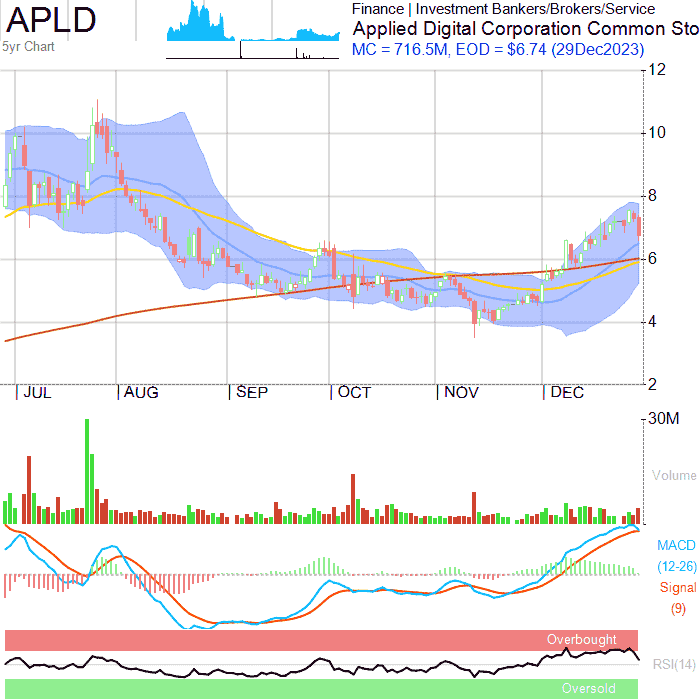 APLD
5yr Chart
Finance | Investment Bankers/Brokers/Service
Applied Digital Corporation Common Sto
MC = 716.5M, EOD = $6.74 (29Dec2023)
12
10
8
6
4
2
JUL AUG SEP OCT NOV DEC
30M
Volume
MACD
(12-26)
Signal
(9)
Overbought
RSI(14)
Oversold